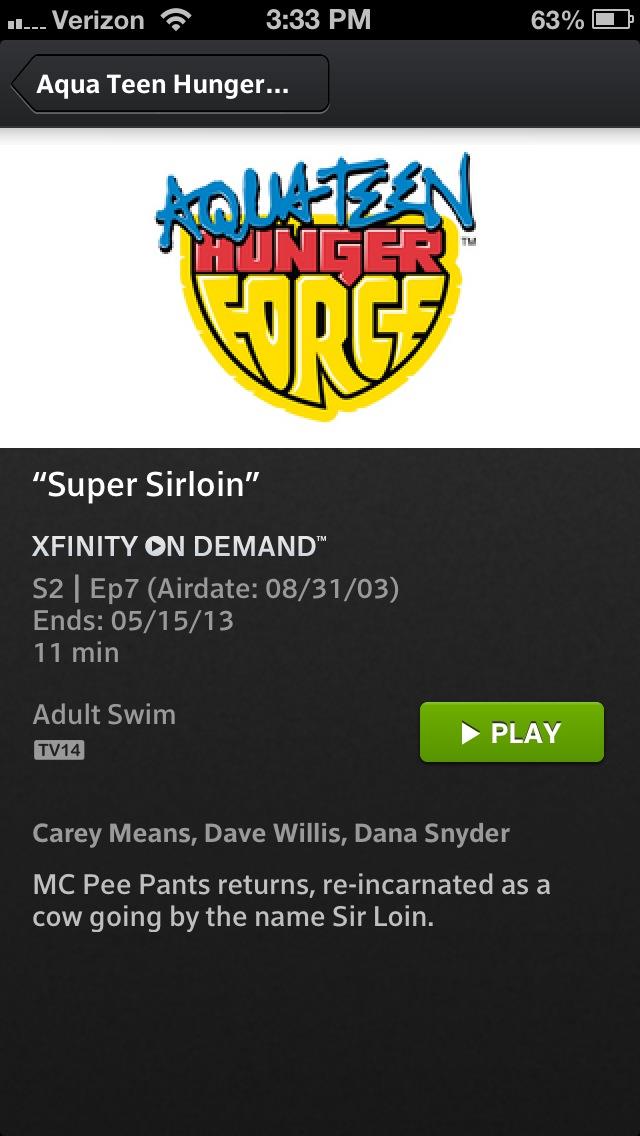 Verizon 3:33 PM 63%
Aqua Teen Hunger...
AQUA TEEN
HUNGER
FORCE
TM
“Super Sirloin”
XFINITY ON DEMAND™
S2 | Ep7 (Airdate: 08/31/03)
Ends: 05/15/13
11 min
Adult Swim
TV14
PLAY
Carey Means, Dave Willis, Dana Snyder
MC Pee Pants returns, re-incarnated as a
cow going by the name Sir Loin.